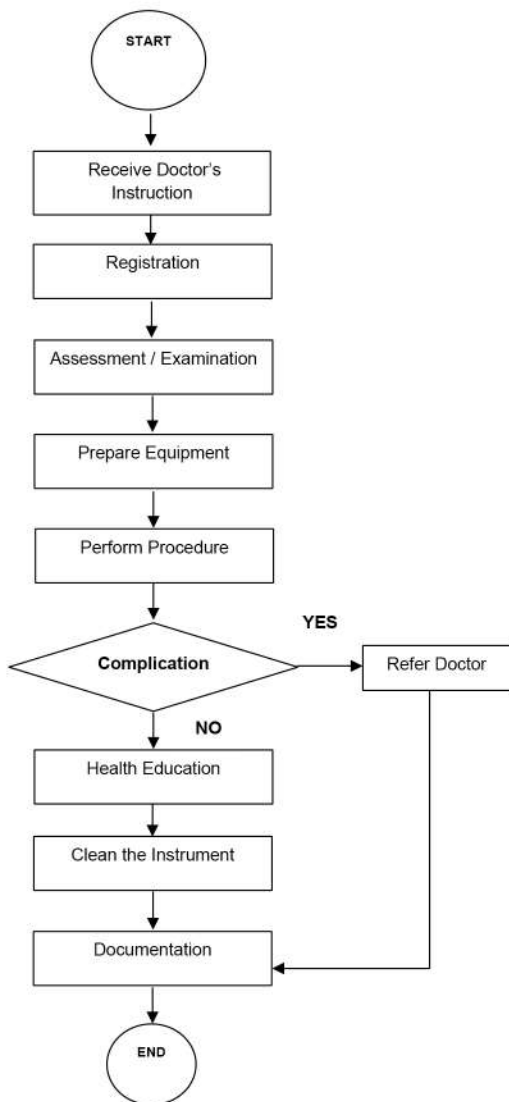 START
Receive Doctor's
Instruction
Registration
Assessment / Examination
Prepare Equipment
Perform Procedure
YES
Complication
Refer Doctor
NO
Health Education
Clean the Instrument
Documentation
END